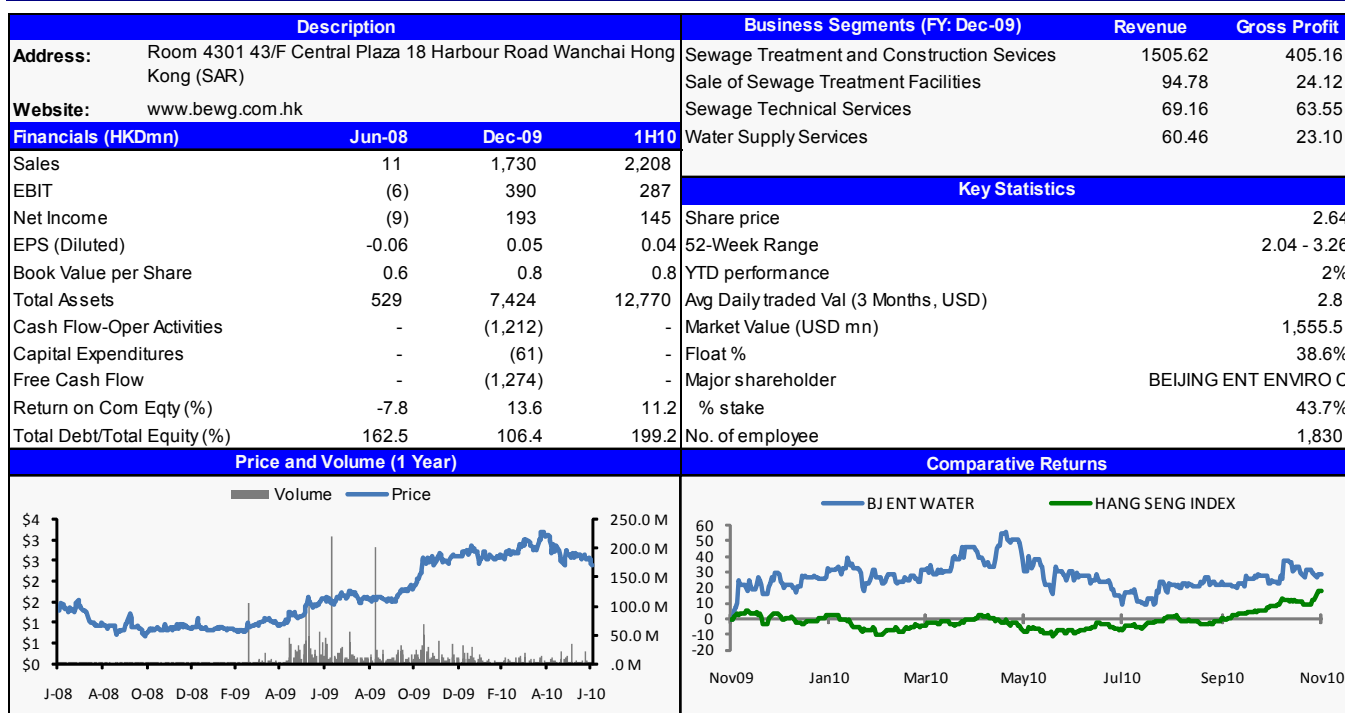 Description
Address: Room 4301 43/F Central Plaza 18 Harbour Road Wanchai Hong
Kong (SAR)
Website: www.bewg.com.hk
Financials (HKDmn) Jun-08 Dec-09 1H10
Sales 11 1,730 2,208
EBIT (6) 390 287
Net Income (9) 193 145
EPS (Diluted) -0.06 0.05 0.04
Book Value per Share 0.6 0.8 0.8
Total Assets 529 7,424 12,770
Cash Flow-Oper Activities - (1,212) -
Capital Expenditures - (61) -
Free Cash Flow - (1,274) -
Return on Com Eqty (%) -7.8 13.6 11.2
Total Debt/Total Equity (%) 162.5 106.4 199.2
Business Segments (FY: Dec-09) Revenue Gross Profit
Sewage Treatment and Construction Sevices 1505.62 405.16
Sale of Sewage Treatment Facilities 94.78 24.12
Sewage Technical Services 69.16 63.55
Water Supply Services 60.46 23.10
Key Statistics
Share price 2.64
52-Week Range 2.04 - 3.26
YTD performance 2%
Avg Daily traded Val (3 Months, USD) 2.8
Market Value (USD mn) 1,555.5
Float % 38.6%
Major shareholder BEIJING ENT ENVIRO C
% stake 43.7%
No. of employee 1,830
Price and Volume (1 Year)
Volume Price
$4 250.0 M
$3 200.0 M
$3
$2 150.0 M
$2 100.0 M
$1
$1 50.0 M
$0 .0 M
J-08 A-08 O-08 D-08 F-09 A-09 J-09 A-09 O-09 D-09 F-10 A-10 J-10
Comparative Returns
BJ ENT WATER HANG SENG INDEX
60
50
40
30
20
10
0
-10
-20
Nov09 Jan10 Mar10 May10 Jul10 Sep10 Nov10